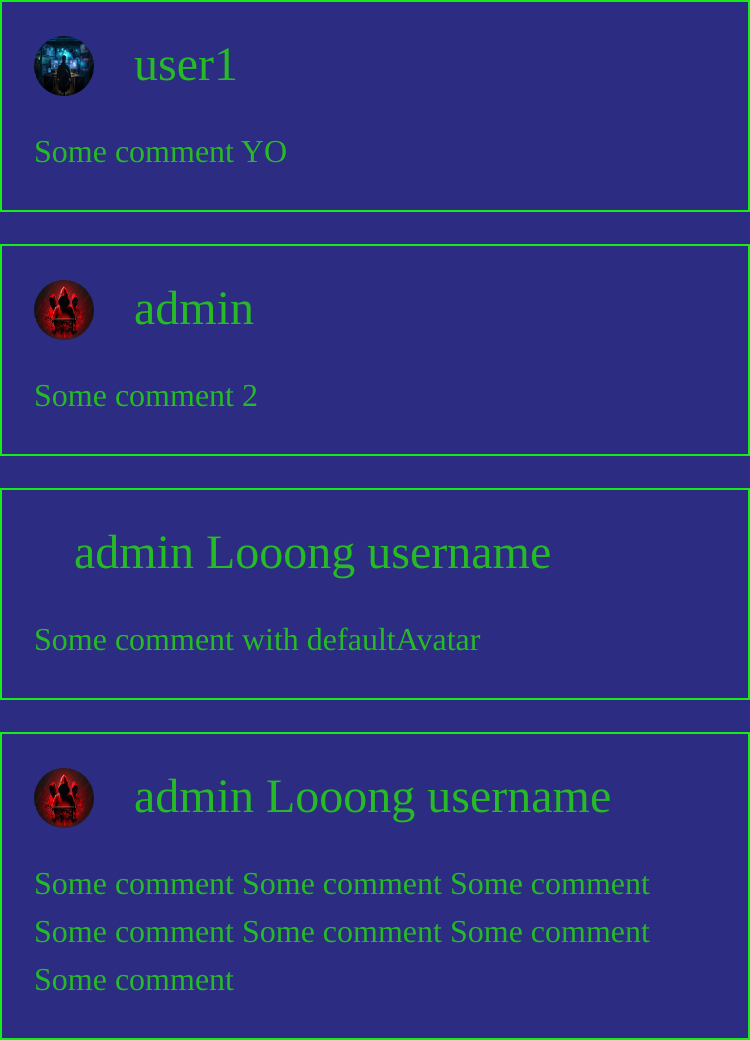 user1
Some comment YO
admin
Some comment 2
admin Looong username
Some comment with defaultAvatar
admin Looong username
Some comment Some comment Some comment
Some comment Some comment Some comment
Some comment